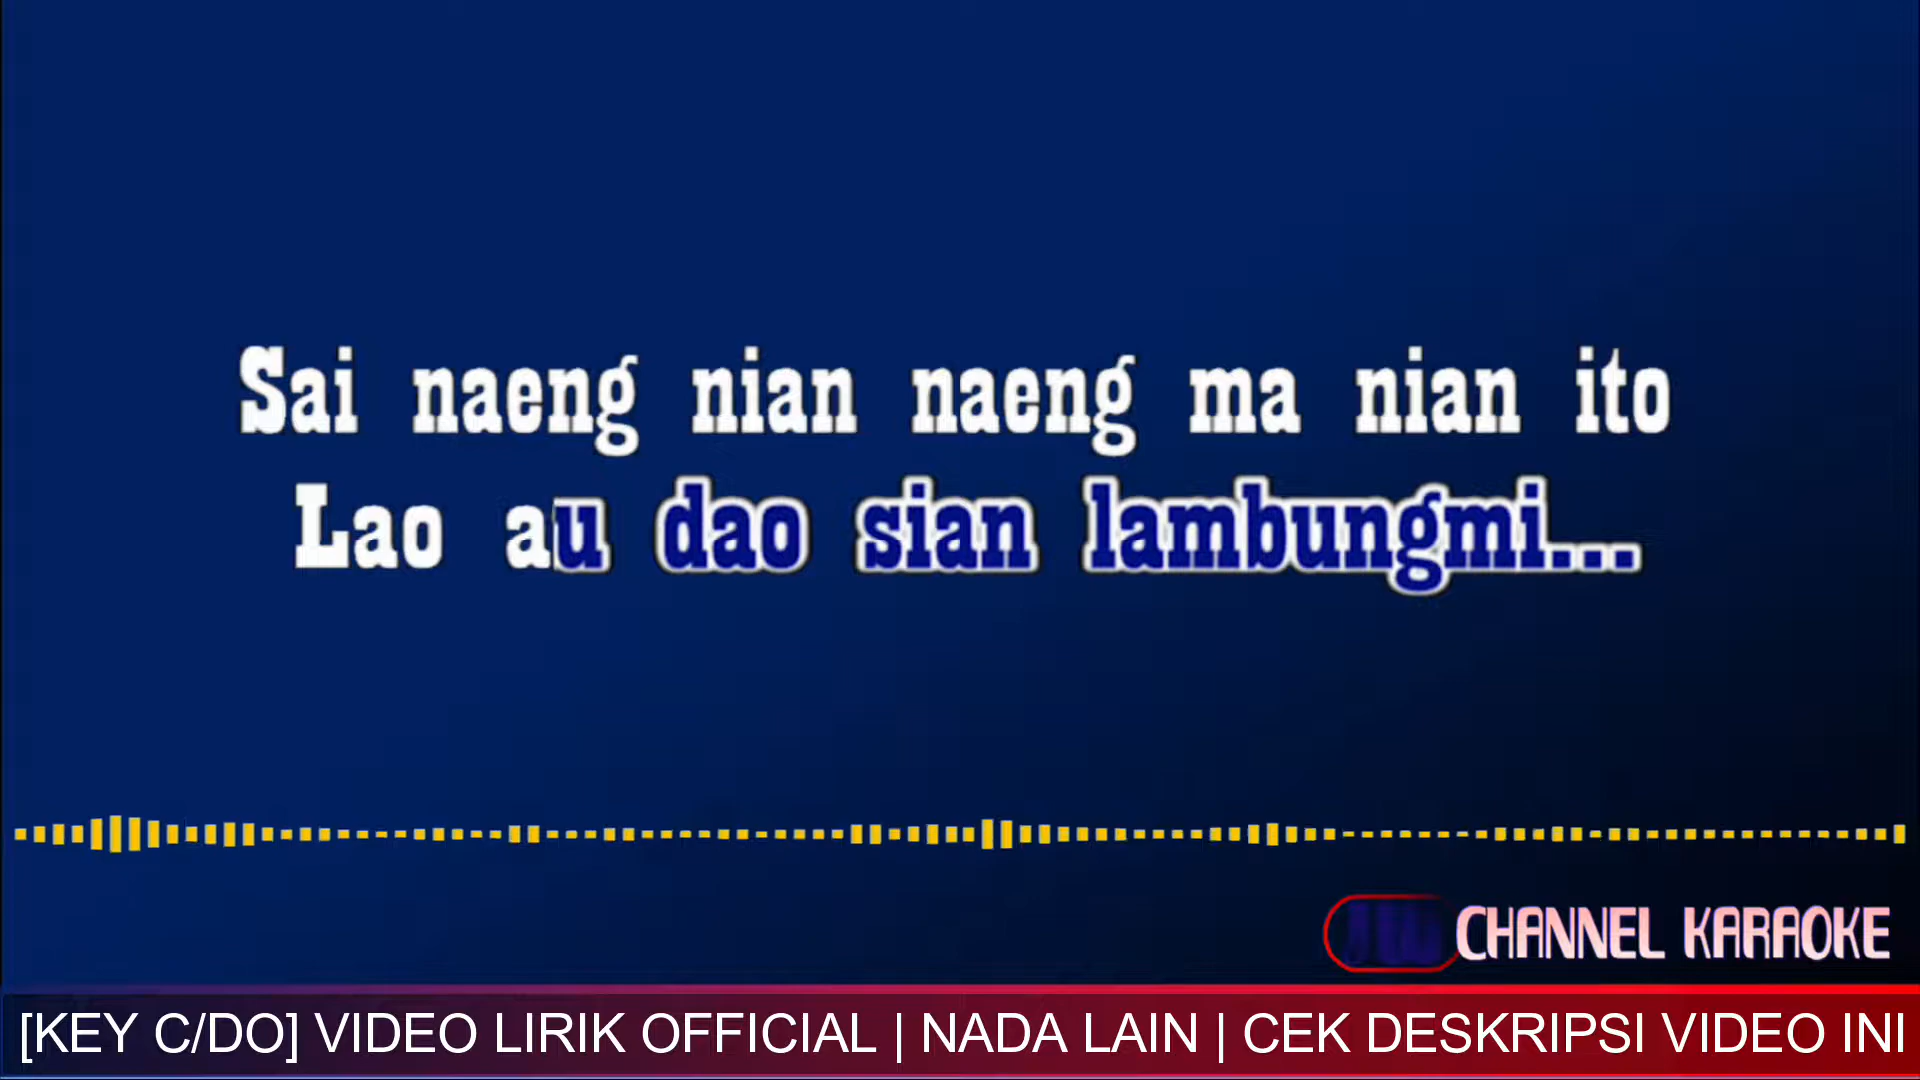 Sai naeng nian naeng ma nian ito
Lao au dao sian lambungmi...
JW CHANNEL KARAOKE
[KEY C/DO] VIDEO LIRIK OFFICIAL | NADA LAIN | CEK DESKRIPSI VIDEO INI